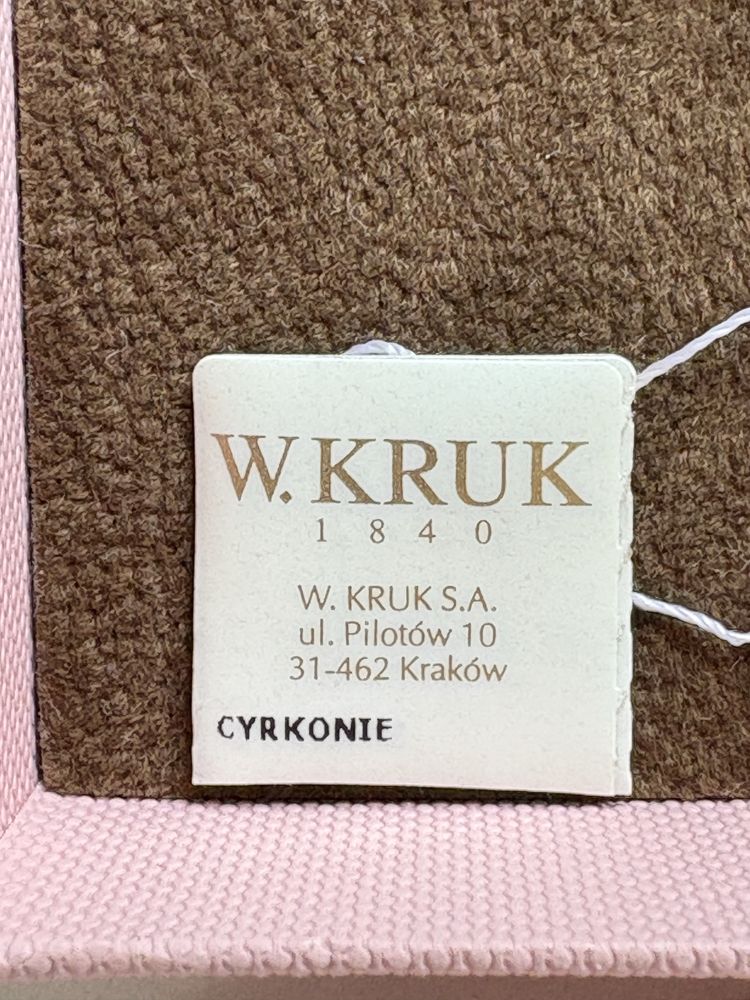 W.KRUK
1840
W. KRUK S.A.
ul. Pilotów 10
31-462 Kraków
CYRKONIE